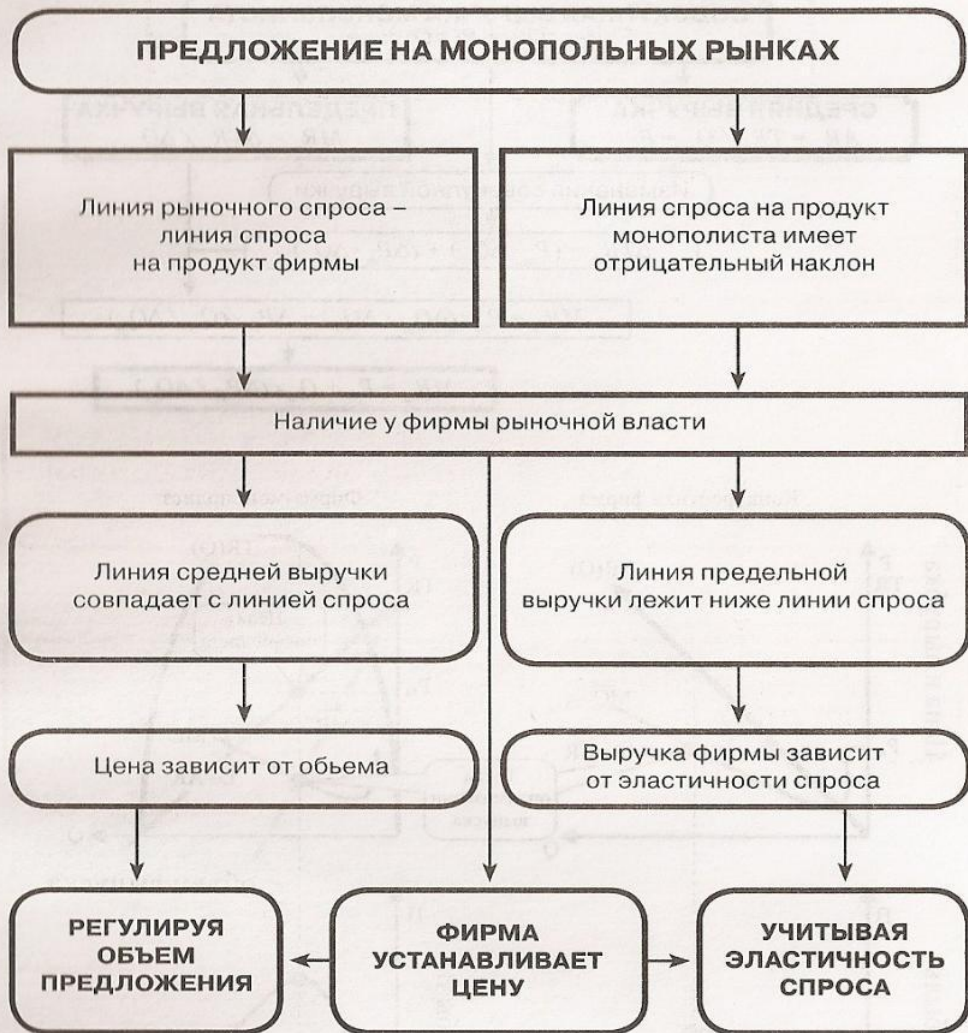 ПРЕДЛОЖЕНИЕ НА МОНОПОЛЬНЫХ РЫНКАХ
Линия рыночного спроса –
линия спроса
на продукт фирмы
Линия спроса на продукт
монополиста имеет
отрицательный наклон
Наличие у фирмы рыночной власти
Линия средней выручки
совпадает с линией спроса
Линия предельной
выручки лежит ниже линии спроса
Цена зависит от обьема
Выручка фирмы зависит
от эластичности спроса
РЕГУЛИРУЯ
ОБЪЕМ
ПРЕДЛОЖЕНИЯ
ФИРМА
УСТАНАВЛИВАЕТ
ЦЕНУ
УЧИТЫВАЯ
ЭЛАСТИЧНОСТЬ
СПРОСА